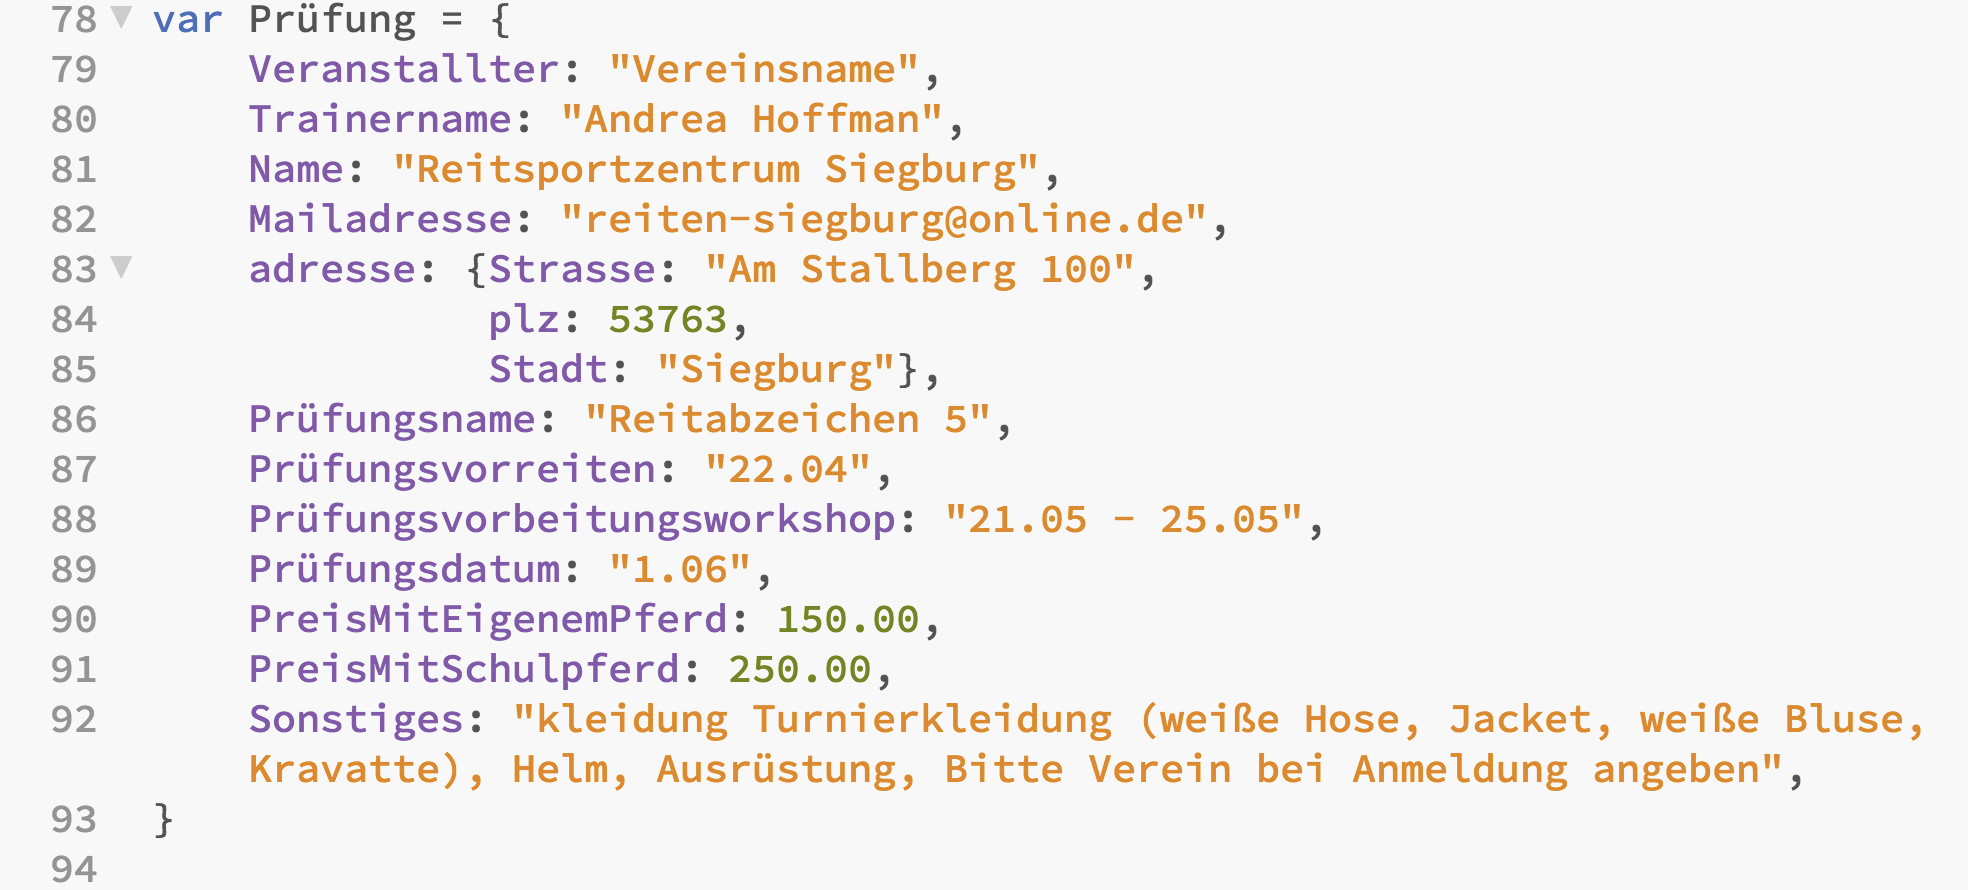 78 var Prüfung = {
79 Veranstallter: "Vereinsname",
80 Trainername: "Andrea Hoffman",
81 Name: "Reitsportzentrum Siegburg",
82 Mailadresse: "reiten-siegburg@online.de",
83 adresse: {Strasse: "Am Stallberg 100",
84 plz: 53763,
85 Stadt: "Siegburg"},
86 Prüfungsname: "Reitabzeichen 5",
87 Prüfungsvorreiten: "22.04",
88 Prüfungsvorbeitungsworkshop: "21.05 - 25.05",
89 Prüfungsdatum: "1.06",
90 PreisMitEigenemPferd: 150.00,
91 PreisMitSchulpferd: 250.00,
92 Sonstiges: "kleidung Turnierkleidung (weiße Hose, Jacket, weiße Bluse,
Kravatte), Helm, Ausrüstung, Bitte Verein bei Anmeldung angeben",
93 }
94